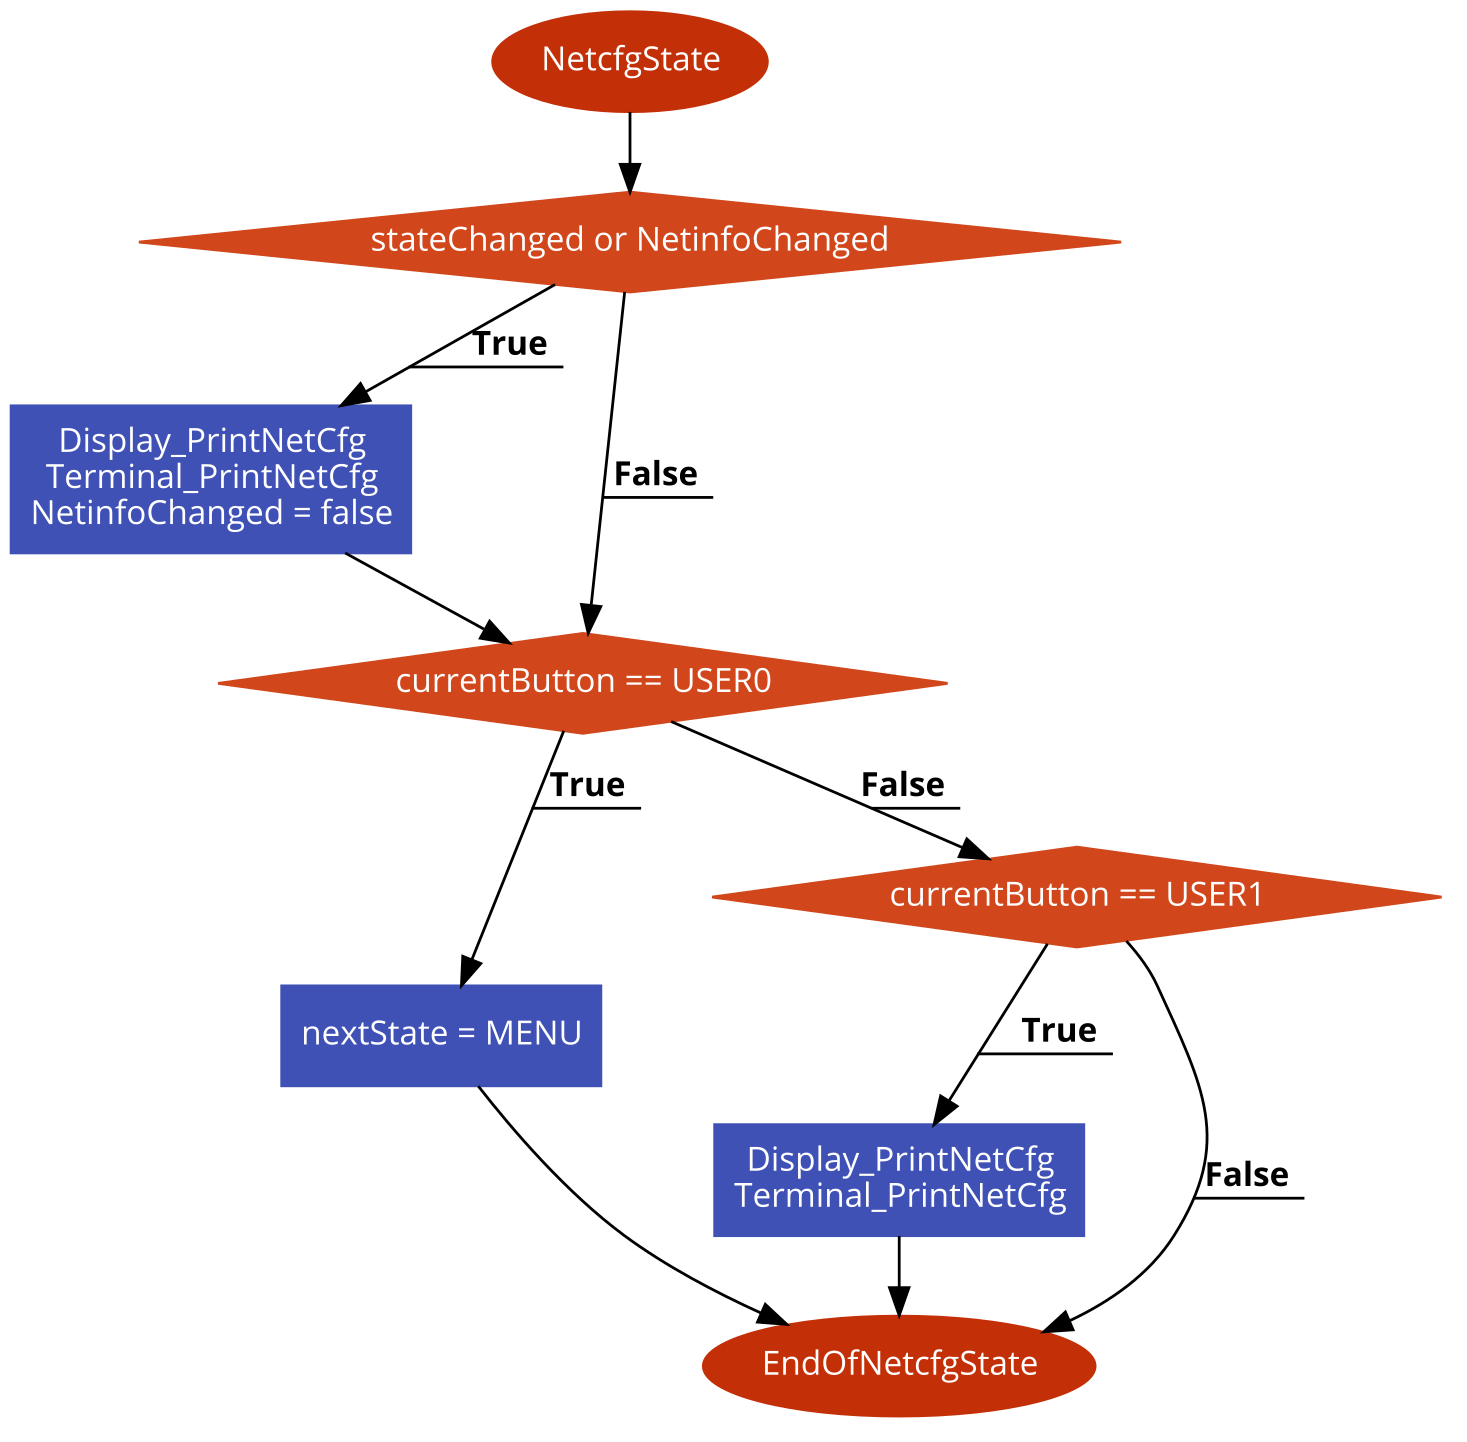 NetcfgState
stateChanged or NetinfoChanged
True
Display_PrintNetCfg
Terminal_PrintNetCfg
NetinfoChanged = false
False
currentButton == USER0
True
False
currentButton == USER1
nextState = MENU
True
Display_PrintNetCfg
Terminal_PrintNetCfg
False
EndOfNetcfgState